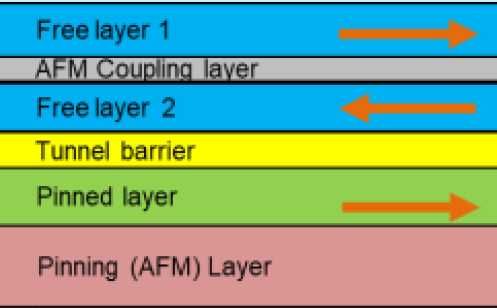 Free layer 1
AFM Coupling layer
Free layer 2
Tunnel barrier
Pinned layer
Pinning (AFM) Layer